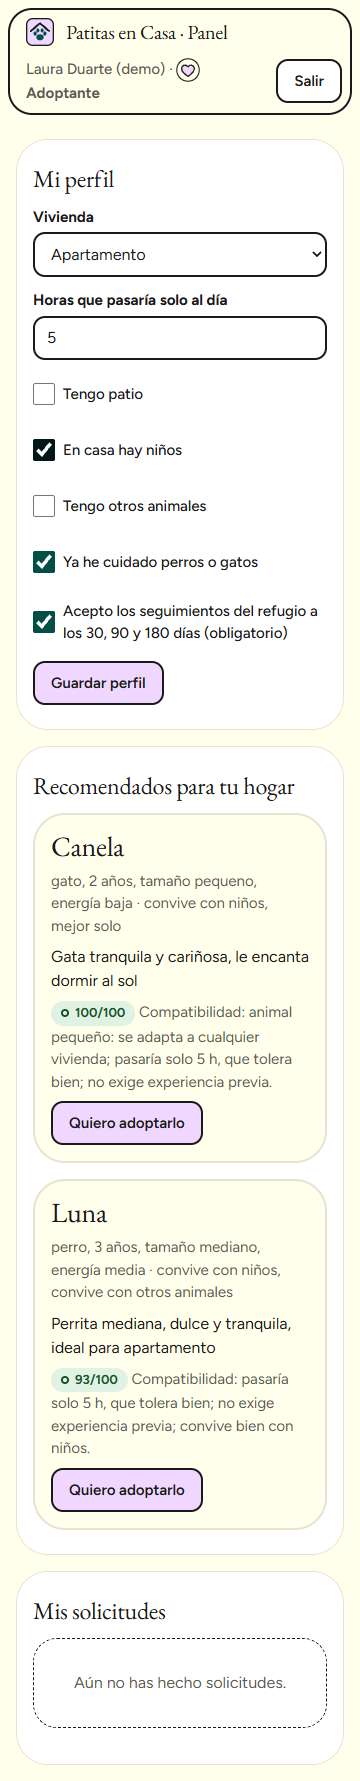 Patitas en Casa · Panel
Laura Duarte (demo) ·
Adoptante
Salir
Mi perfil
Vivienda
Apartamento
Horas que pasaría solo al día
5
Tengo patio
En casa hay niños
Tengo otros animales
Ya he cuidado perros o gatos
Acepto los seguimientos del refugio a
los 30, 90 y 180 días (obligatorio)
Guardar perfil
Recomendados para tu hogar
Canela
gato, 2 años, tamaño pequeno,
energía baja · convive con niños,
mejor solo
Gata tranquila y cariñosa, le encanta
dormir al sol
100/100 Compatibilidad: animal
pequeño: se adapta a cualquier
vivienda; pasaría solo 5 h, que tolera
bien; no exige experiencia previa.
Quiero adoptarlo
Luna
perro, 3 años, tamaño mediano,
energía media · convive con niños,
convive con otros animales
Perrita mediana, dulce y tranquila,
ideal para apartamento
93/100 Compatibilidad: pasaría
solo 5 h, que tolera bien; no exige
experiencia previa; convive bien con
niños.
Quiero adoptarlo
Mis solicitudes
Aún no has hecho solicitudes.